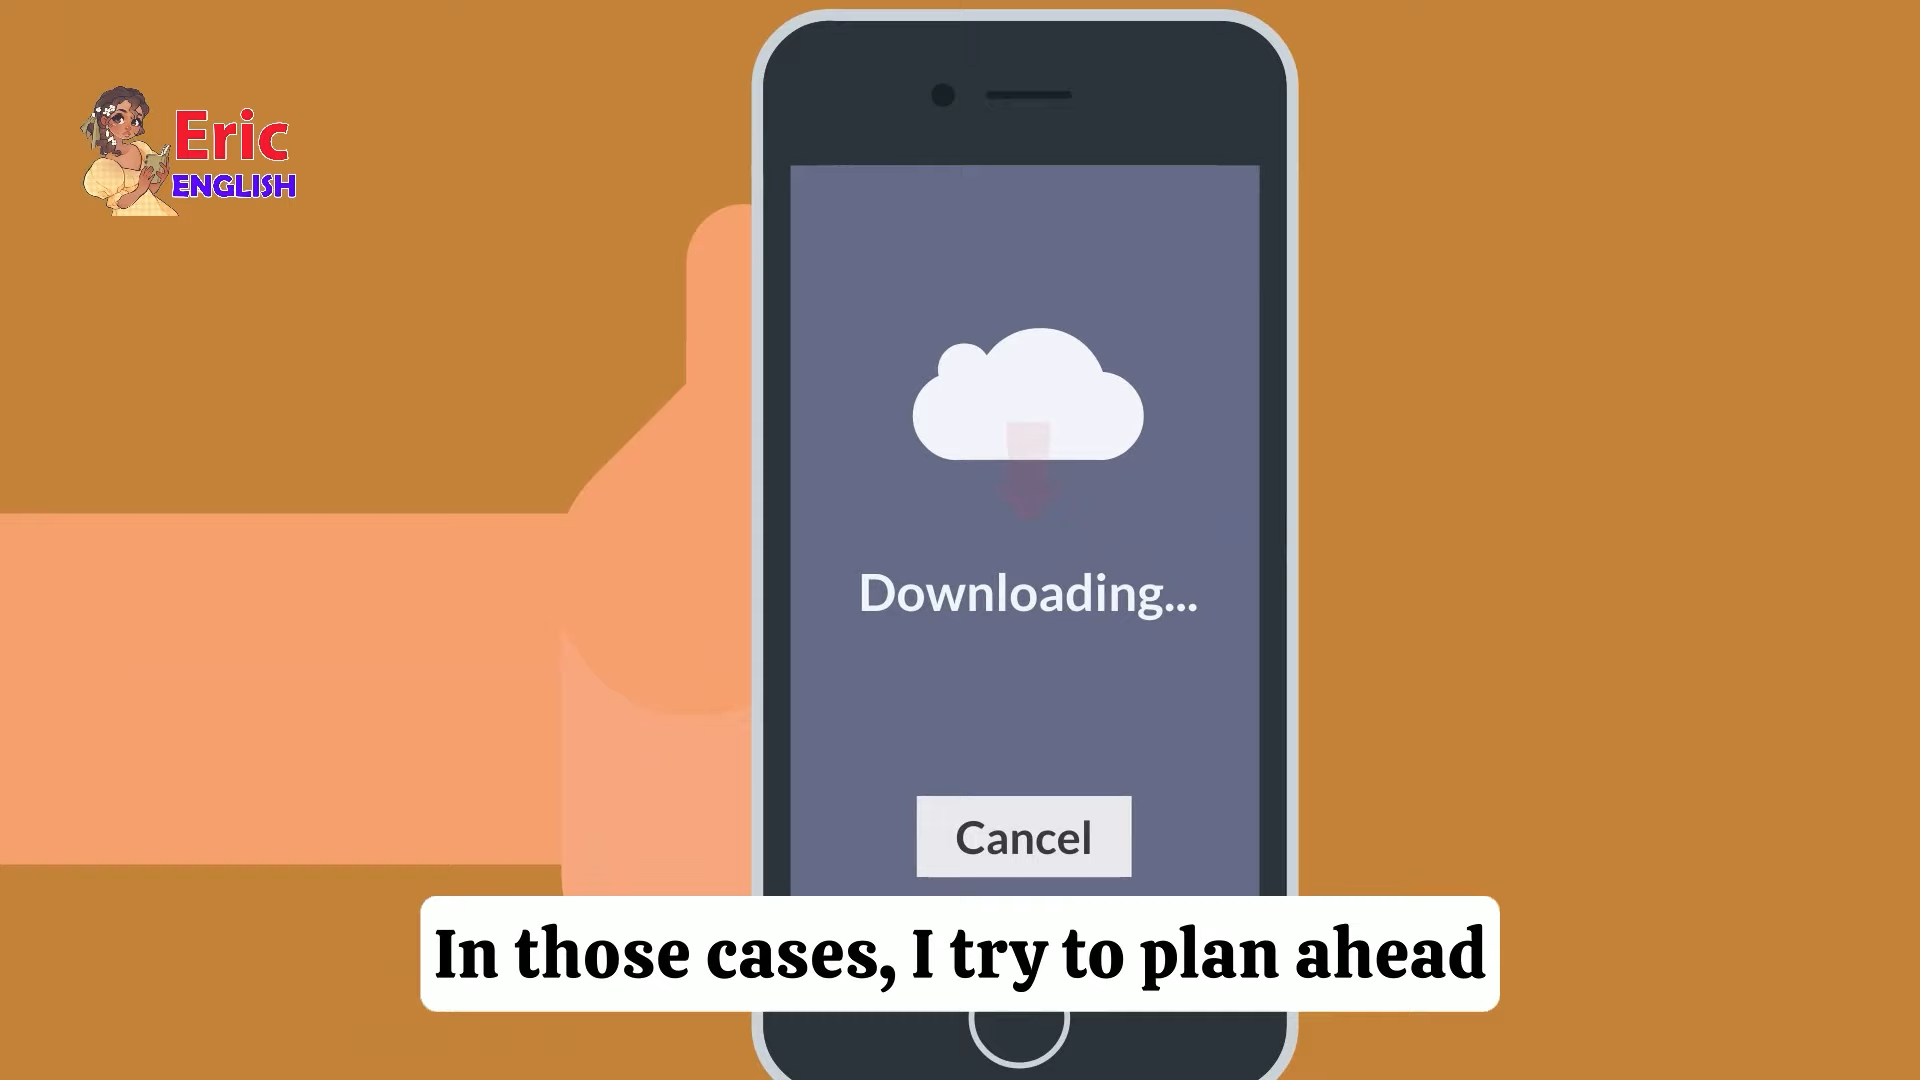 Eric
ENGLISH
Downloading...
Cancel
In those cases, I try to plan ahead